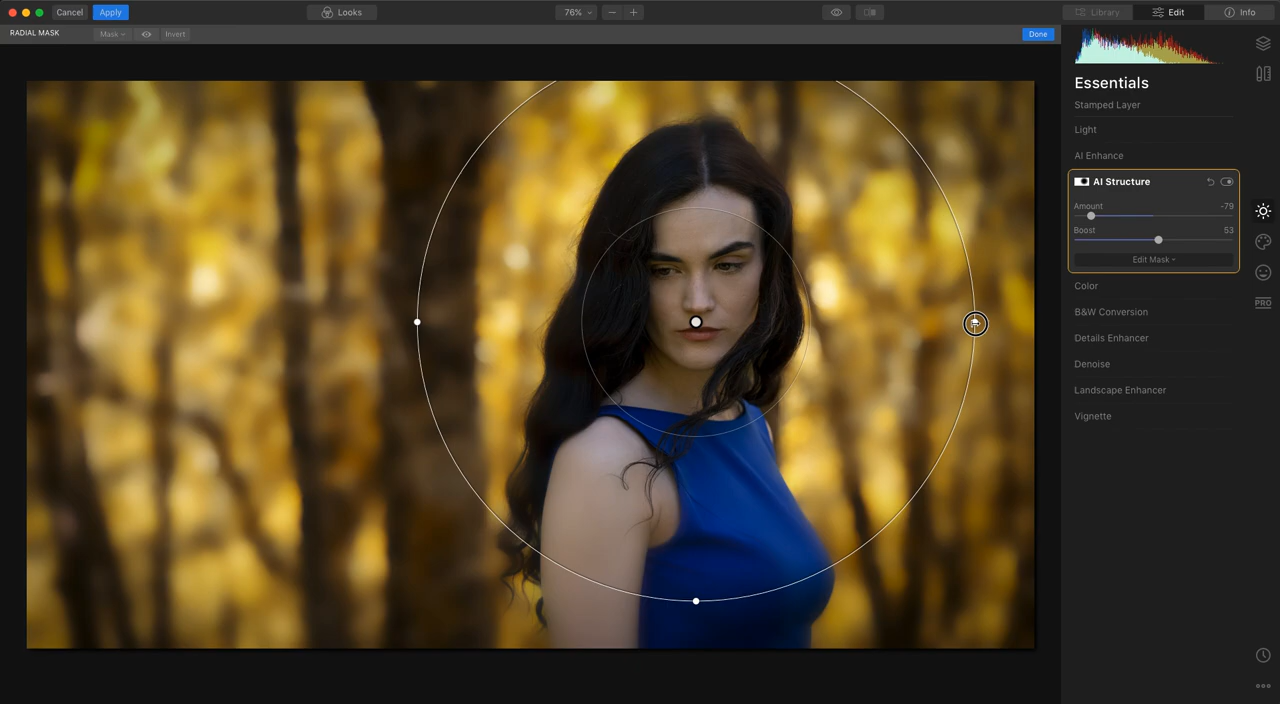 Cancel Apply Looks 76% Library Edit Info
RADIAL MASK Mask Invert Done
Essentials
Stamped Layer
Light
AI Enhance
AI Structure
Amount -79
Boost 53
Edit Mask
Color
B&W Conversion
Details Enhancer
Denoise
Landscape Enhancer
Vignette
PRO